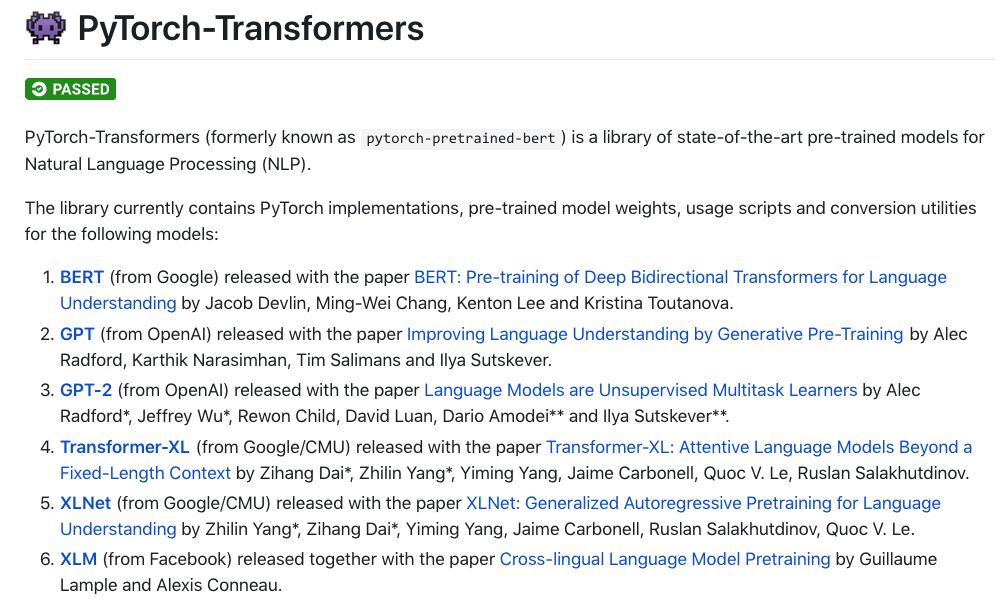 PyTorch-Transformers
PASSED
PyTorch-Transformers (formerly known as pytorch-pretrained-bert ) is a library of state-of-the-art pre-trained models for
Natural Language Processing (NLP).
The library currently contains PyTorch implementations, pre-trained model weights, usage scripts and conversion utilities
for the following models:
1. BERT (from Google) released with the paper BERT: Pre-training of Deep Bidirectional Transformers for Language
Understanding by Jacob Devlin, Ming-Wei Chang, Kenton Lee and Kristina Toutanova.
2. GPT (from OpenAI) released with the paper Improving Language Understanding by Generative Pre-Training by Alec
Radford, Karthik Narasimhan, Tim Salimans and Ilya Sutskever.
3. GPT-2 (from OpenAI) released with the paper Language Models are Unsupervised Multitask Learners by Alec
Radford*, Jeffrey Wu*, Rewon Child, David Luan, Dario Amodei** and Ilya Sutskever**.
4. Transformer-XL (from Google/CMU) released with the paper Transformer-XL: Attentive Language Models Beyond a
Fixed-Length Context by Zihang Dai*, Zhilin Yang*, Yiming Yang, Jaime Carbonell, Quoc V. Le, Ruslan Salakhutdinov.
5. XLNet (from Google/CMU) released with the paper XLNet: Generalized Autoregressive Pretraining for Language
Understanding by Zhilin Yang*, Zihang Dai*, Yiming Yang, Jaime Carbonell, Ruslan Salakhutdinov, Quoc V. Le.
6. XLM (from Facebook) released together with the paper Cross-lingual Language Model Pretraining by Guillaume
Lample and Alexis Conneau.